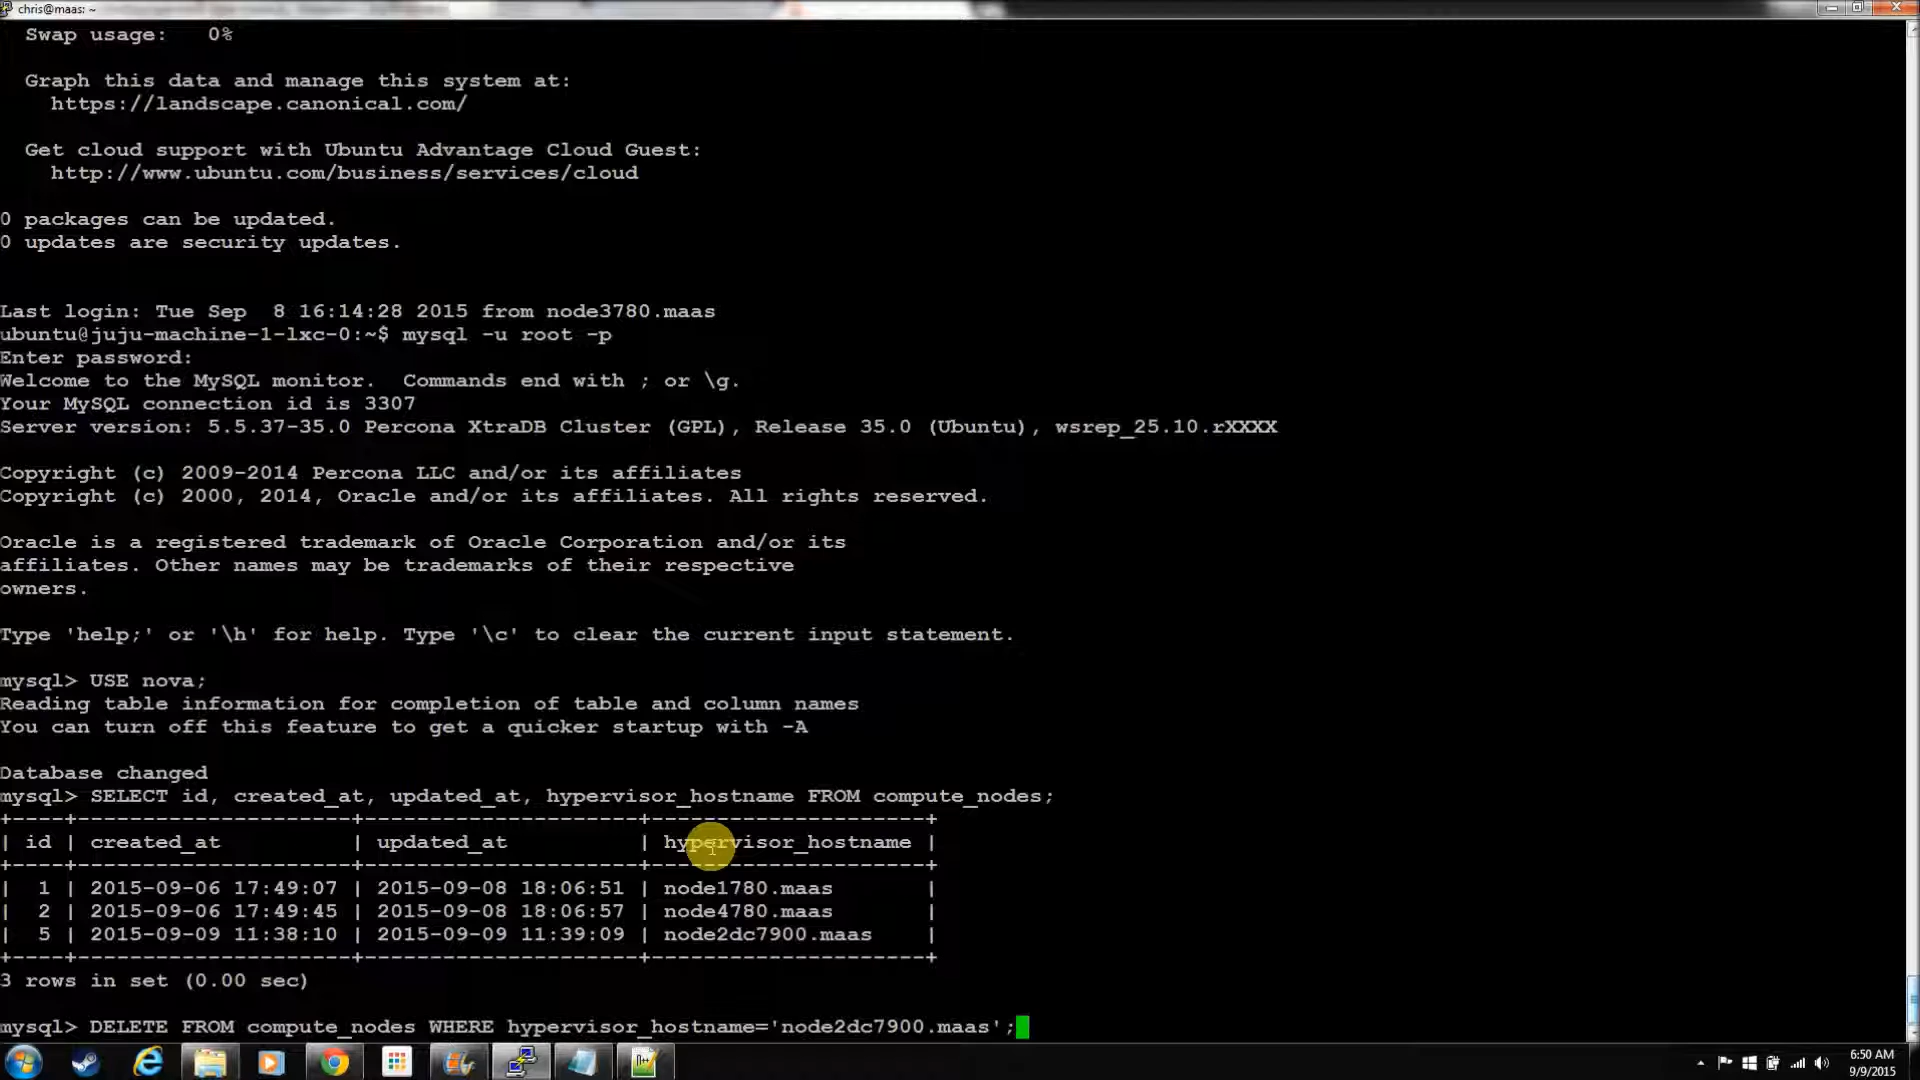 chris@maas: ~
Swap usage:   0%
Graph this data and manage this system at:
https://landscape.canonical.com/
Get cloud support with Ubuntu Advantage Cloud Guest:
http://www.ubuntu.com/business/services/cloud
0 packages can be updated.
0 updates are security updates.
Last login: Tue Sep  8 16:14:28 2015 from node3780.maas
ubuntu@juju-machine-1-lxc-0:~$ mysql -u root -p
Enter password:
Welcome to the MySQL monitor.  Commands end with ; or \g.
Your MySQL connection id is 3307
Server version: 5.5.37-35.0 Percona XtraDB Cluster (GPL), Release 35.0 (Ubuntu), wsrep_25.10.rXXXX
Copyright (c) 2009-2014 Percona LLC and/or its affiliates
Copyright (c) 2000, 2014, Oracle and/or its affiliates. All rights reserved.
Oracle is a registered trademark of Oracle Corporation and/or its
affiliates. Other names may be trademarks of their respective
owners.
Type 'help;' or '\h' for help. Type '\c' to clear the current input statement.
mysql> USE nova;
Reading table information for completion of table and column names
You can turn off this feature to get a quicker startup with -A
Database changed
mysql> SELECT id, created_at, updated_at, hypervisor_hostname FROM compute_nodes;
+----+---------------------+---------------------+---------------------+
| id | created_at          | updated_at          | hypervisor_hostname |
+----+---------------------+---------------------+---------------------+
|  1 | 2015-09-06 17:49:07 | 2015-09-08 18:06:51 | node1780.maas       |
|  2 | 2015-09-06 17:49:45 | 2015-09-08 18:06:57 | node4780.maas       |
|  5 | 2015-09-09 11:38:10 | 2015-09-09 11:39:09 | node2dc7900.maas    |
+----+---------------------+---------------------+---------------------+
3 rows in set (0.00 sec)
mysql> DELETE FROM compute_nodes WHERE hypervisor_hostname='node2dc7900.maas';
6:50 AM
9/9/2015